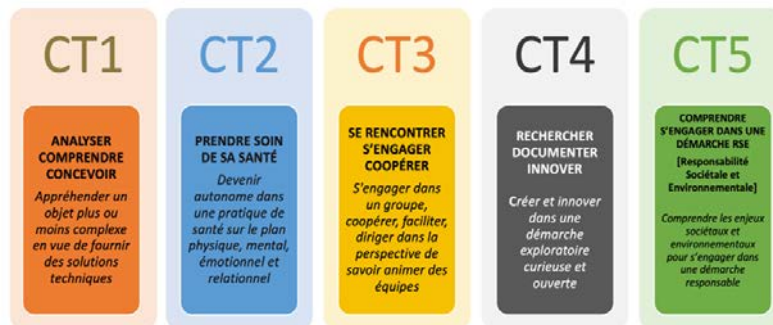 CT1
ANALYSER
COMPRENDRE
CONCEVOIR
Appréhender un
objet plus ou
moins complexe
en vue de fournir
des solutions
techniques
CT2
PRENDRE SOIN
DE SA SANTÉ
Devenir
autonome dans
une pratique de
santé sur le plan
physique, mental,
émotionnel et
relationnel
CT3
SE RENCONTRER
S'ENGAGER
COOPÉRER
S'engager dans
un groupe,
coopérer, faciliter,
diriger dans la
perspective de
savoir animer des
équipes
CT4
RECHERCHER
DOCUMENTER
INNOVER
Créer et innover
dans une
démarche
exploratoire
curieuse et
ouverte
CT5
COMPRENDRE
S'ENGAGER DANS UNE
DÉMARCHE RSE
[Responsabilité
Sociétale et
Environnementale]
Comprendre les enjeux
sociétaux et
environnementaux
pour s'engager dans
une démarche
responsable